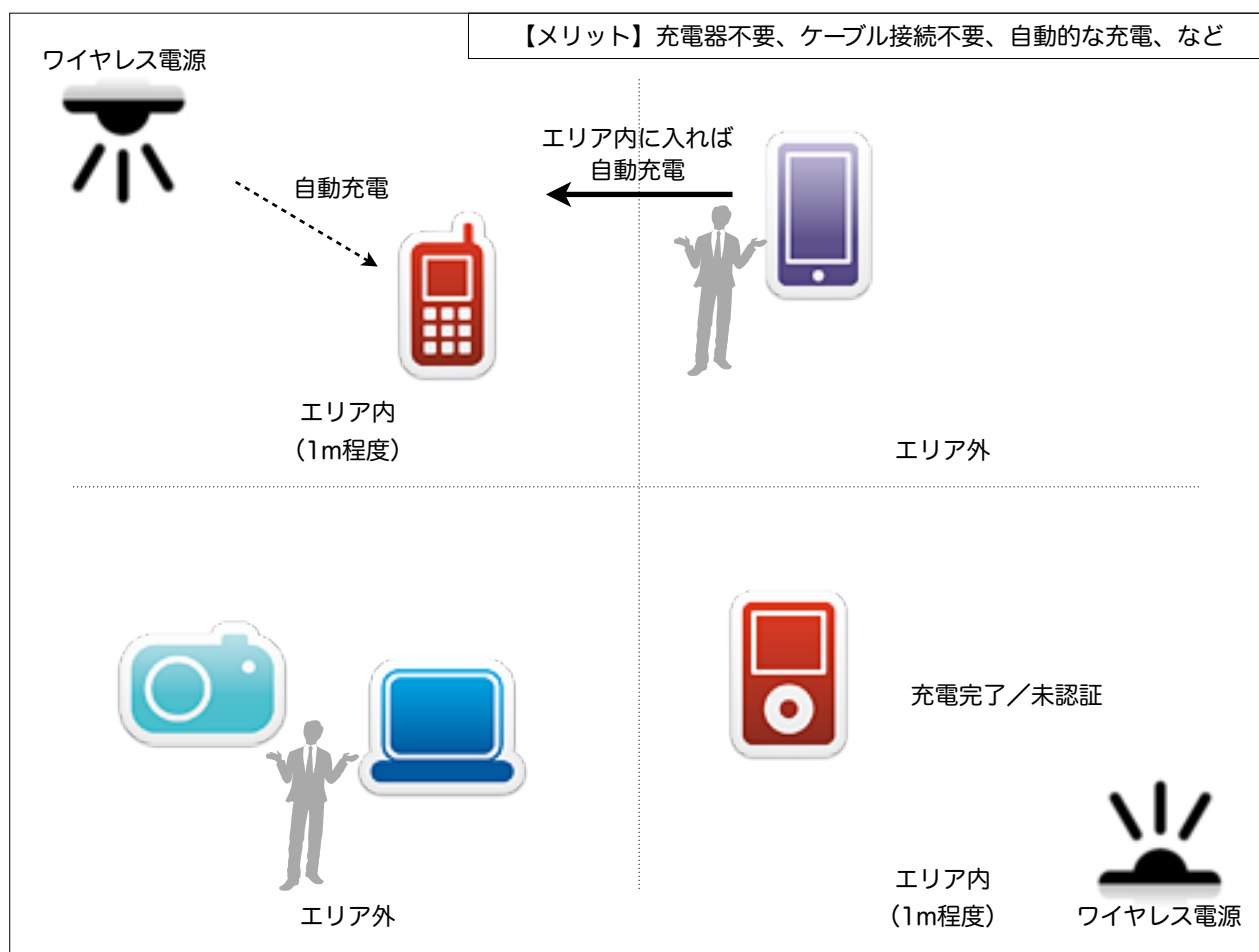 【メリット】充電器不要、ケーブル接続不要、自動的な充電、など
ワイヤレス電源
自動充電
エリア内に入れば
自動充電
エリア内
（1m程度）
エリア外
エリア外
充電完了／未認証
エリア内
（1m程度）
ワイヤレス電源